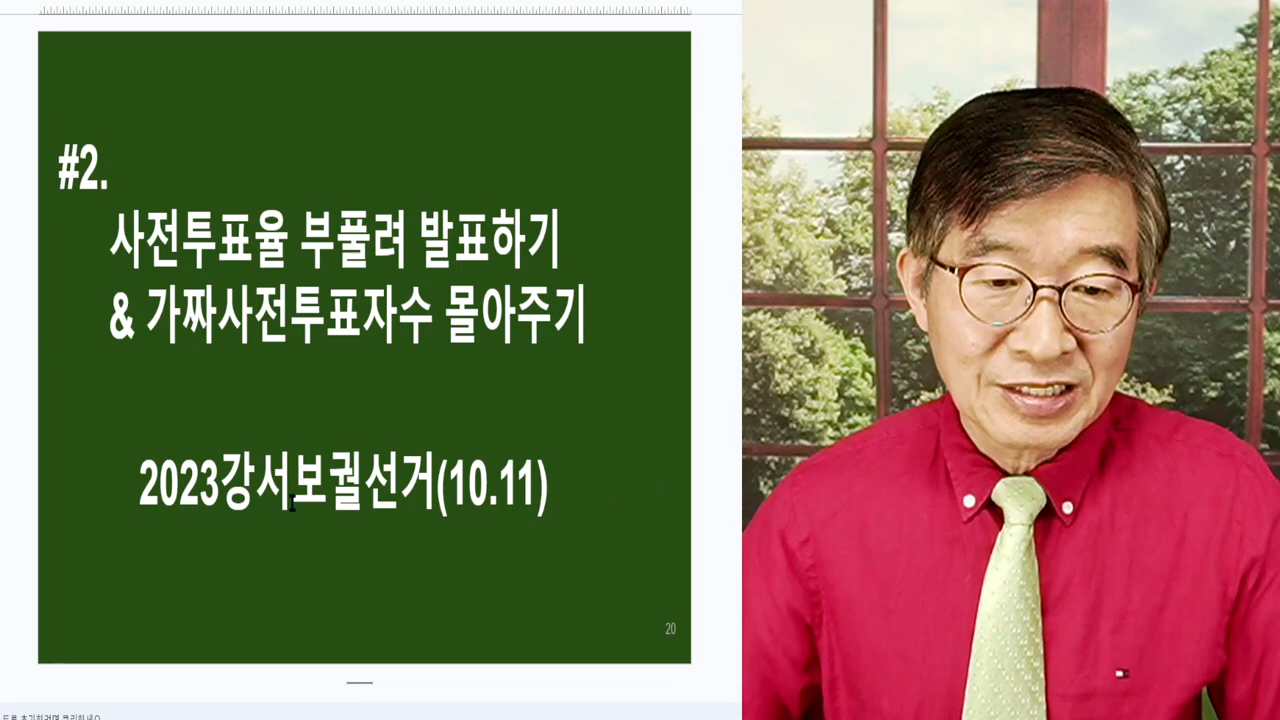 #2.
사전투표율 부풀려 발표하기
& 가짜사전투표자수 몰아주기
2023강서보궐선거(10.11)
20